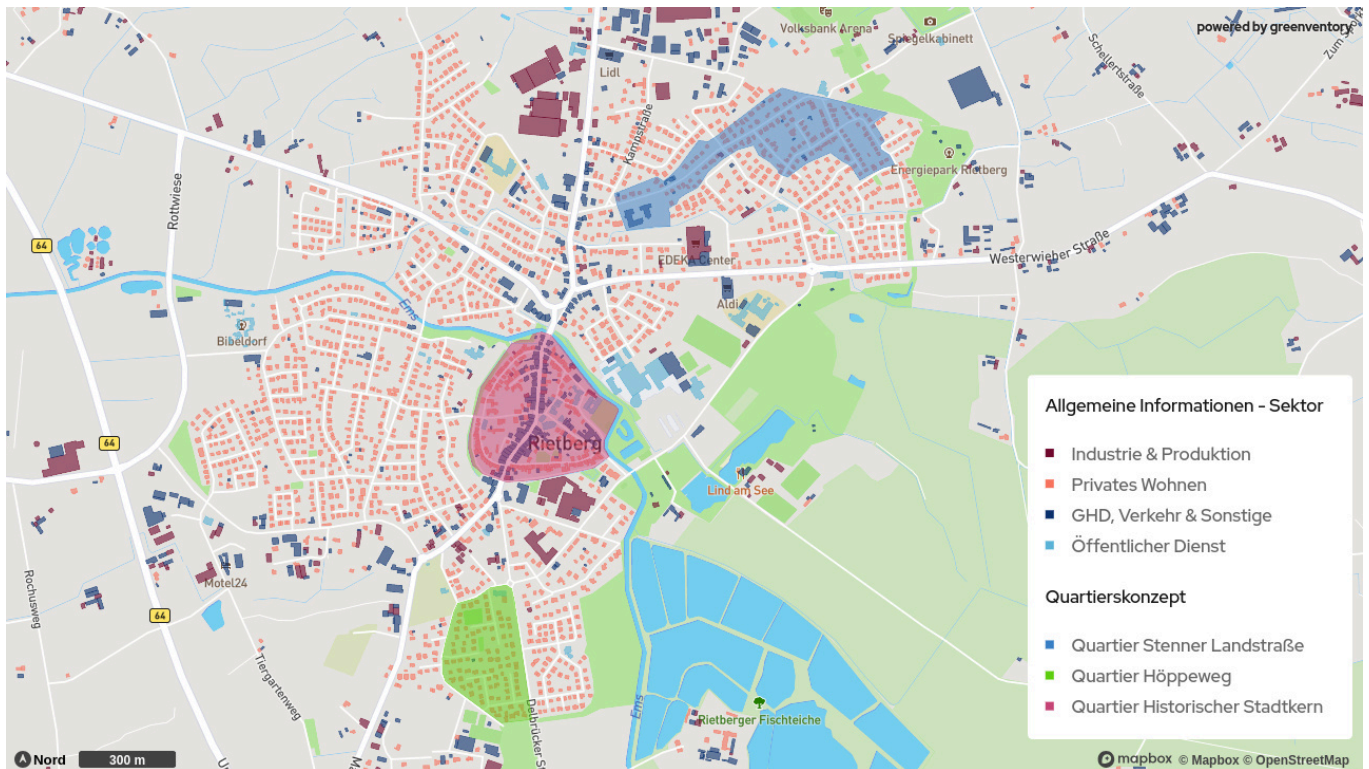 Volksbank Arena
Spiegelkabinett
powered by greenventory
Schellertstraße
Lidl
Kampstraße
Energiepark Rietberg
Rottwiese
64
EDEKA Center
Westerwieber Straße
Aldi
Ems
Bibeldorf
Rietberg
64
Lind am See
Motel24
Rochusweg
64
Tiergartenweg
Delbrücker
Ems
Rietberger Fischteiche
Allgemeine Informationen - Sektor
Industrie & Produktion
Privates Wohnen
GHD, Verkehr & Sonstige
Öffentlicher Dienst
Quartierskonzept
Quartier Stenner Landstraße
Quartier Höppeweg
Quartier Historischer Stadtkern
Nord
300 m
mapbox © Mapbox © OpenStreetMap